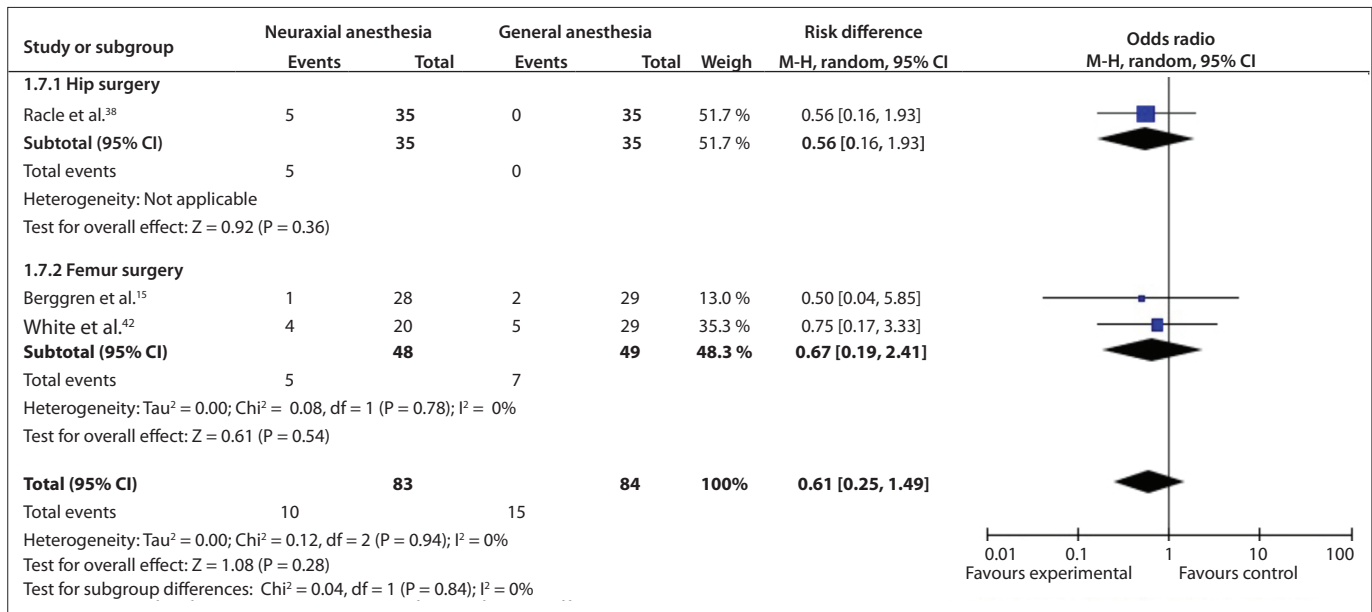 Study or subgroup Neuraxial anesthesia General anesthesia Risk difference Odds radio
Events Total Events Total Weigh M-H, random, 95% CI M-H, random, 95% CI
1.7.1 Hip surgery
Racle et al.³⁸ 5 35 0 35 51.7 % 0.56 [0.16, 1.93]
Subtotal (95% CI) 35 35 51.7 % 0.56 [0.16, 1.93]
Total events 5 0
Heterogeneity: Not applicable
Test for overall effect: Z = 0.92 (P = 0.36)
1.7.2 Femur surgery
Berggren et al.¹⁵ 1 28 2 29 13.0 % 0.50 [0.04, 5.85]
White et al.⁴² 4 20 5 29 35.3 % 0.75 [0.17, 3.33]
Subtotal (95% CI) 48 49 48.3 % 0.67 [0.19, 2.41]
Total events 5 7
Heterogeneity: Tau² = 0.00; Chi² = 0.08, df = 1 (P = 0.78); I² = 0%
Test for overall effect: Z = 0.61 (P = 0.54)
Total (95% CI) 83 84 100% 0.61 [0.25, 1.49]
Total events 10 15
Heterogeneity: Tau² = 0.00; Chi² = 0.12, df = 2 (P = 0.94); I² = 0%
Test for overall effect: Z = 1.08 (P = 0.28)
Test for subgroup differences: Chi² = 0.04, df = 1 (P = 0.84); I² = 0%
0.01 0.1 1 10 100
Favours experimental Favours control